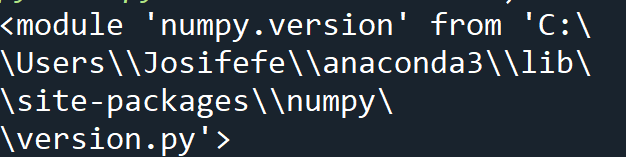 <module 'numpy.version' from 'C:\
\Users\\Josifefe\\anaconda3\\lib\
\site-packages\\numpy\
\version.py'>